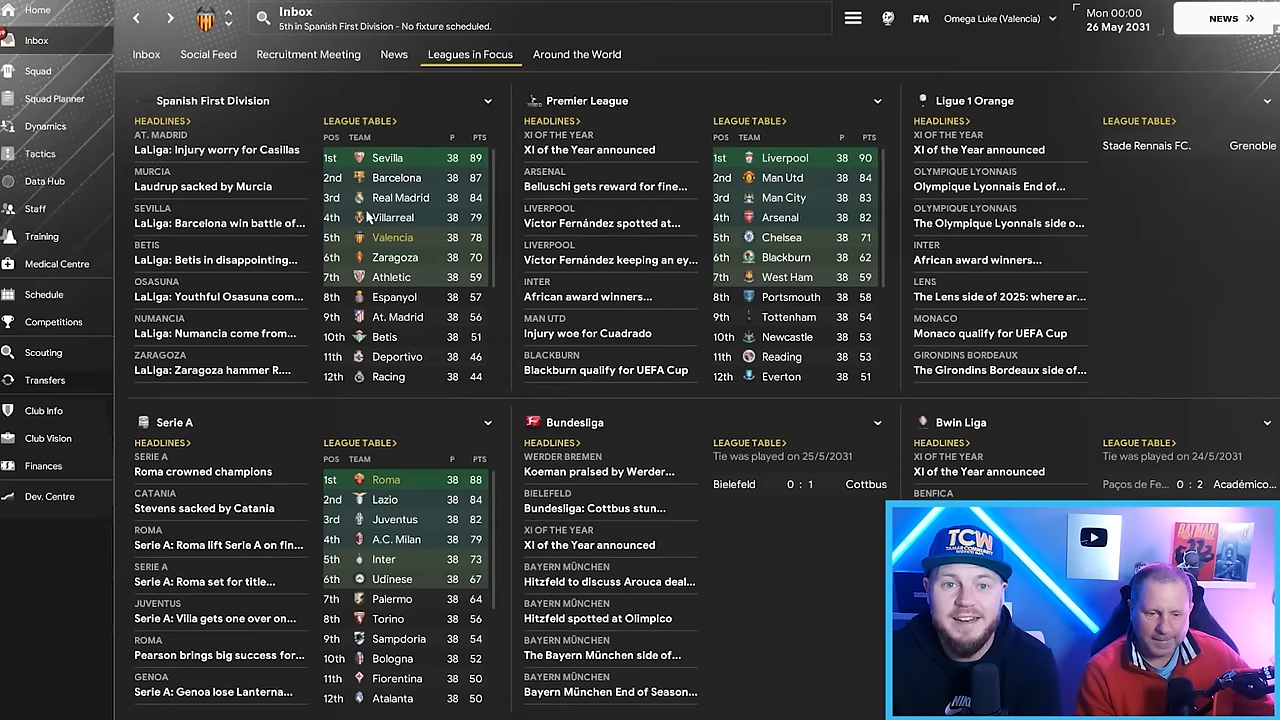 Home
Inbox
Squad
Squad Planner
Dynamics
Tactics
Data Hub
Staff
Training
Medical Centre
Schedule
Competitions
Scouting
Transfers
Club Info
Club Vision
Finances
Dev. Centre
Inbox
5th in Spanish First Division - No fixture scheduled.
FM
Omega Luke (Valencia)
Mon 00:00
26 May 2031
NEWS
Inbox Social Feed Recruitment Meeting News Leagues in Focus Around the World
Spanish First Division
HEADLINES>
AT. MADRID
LaLiga: Injury worry for Casillas
MURCIA
Laudrup sacked by Murcia
SEVILLA
LaLiga: Barcelona win battle of...
BETIS
LaLiga: Betis in disappointing...
OSASUNA
LaLiga: Youthful Osasuna com...
NUMANCIA
LaLiga: Numancia come from...
ZARAGOZA
LaLiga: Zaragoza hammer R....
LEAGUE TABLE>
POS TEAM P PTS
1st Sevilla 38 89
2nd Barcelona 38 87
3rd Real Madrid 38 84
4th Villarreal 38 79
5th Valencia 38 78
6th Zaragoza 38 70
7th Athletic 38 59
8th Espanyol 38 57
9th At. Madrid 38 56
10th Betis 38 51
11th Deportivo 38 46
12th Racing 38 44
Premier League
HEADLINES>
XI OF THE YEAR
XI of the Year announced
ARSENAL
Belluschi gets reward for fine...
LIVERPOOL
Víctor Fernández spotted at...
LIVERPOOL
Víctor Fernández keeping an ey...
INTER
African award winners...
MAN UTD
Injury woe for Cuadrado
BLACKBURN
Blackburn qualify for UEFA Cup
LEAGUE TABLE>
POS TEAM P PTS
1st Liverpool 38 90
2nd Man Utd 38 84
3rd Man City 38 83
4th Arsenal 38 82
5th Chelsea 38 71
6th Blackburn 38 62
7th West Ham 38 59
8th Portsmouth 38 58
9th Tottenham 38 54
10th Newcastle 38 53
11th Reading 38 53
12th Everton 38 51
Ligue 1 Orange
HEADLINES>
XI OF THE YEAR
XI of the Year announced
OLYMPIQUE LYONNAIS
Olympique Lyonnais End of...
OLYMPIQUE LYONNAIS
The Olympique Lyonnais side o...
INTER
African award winners...
LENS
The Lens side of 2025: where ar...
MONACO
Monaco qualify for UEFA Cup
GIRONDINS BORDEAUX
The Girondins Bordeaux side of...
LEAGUE TABLE>
Stade Rennais FC. Grenoble
Serie A
HEADLINES>
SERIE A
Roma crowned champions
CATANIA
Stevens sacked by Catania
ROMA
Serie A: Roma lift Serie A on fin...
SERIE A
Serie A: Roma set for title...
JUVENTUS
Serie A: Villa gets one over on...
ROMA
Pearson brings big success for...
GENOA
Serie A: Genoa lose Lanterna...
LEAGUE TABLE>
POS TEAM P PTS
1st Roma 38 88
2nd Lazio 38 84
3rd Juventus 38 82
4th A.C. Milan 38 79
5th Inter 38 73
6th Udinese 38 67
7th Palermo 38 64
8th Torino 38 56
9th Sampdoria 38 54
10th Bologna 38 52
11th Fiorentina 38 50
12th Atalanta 38 50
Bundesliga
HEADLINES>
WERDER BREMEN
Koeman praised by Werder...
BIELEFELD
Bundesliga: Cottbus stun...
XI OF THE YEAR
XI of the Year announced
BAYERN MÜNCHEN
Hitzfeld to discuss Arouca deal...
BAYERN MÜNCHEN
Hitzfeld spotted at Olimpico
BAYERN MÜNCHEN
The Bayern München side of...
BAYERN MÜNCHEN
Bayern München End of Season...
LEAGUE TABLE>
Tie was played on 25/5/2031
Bielefeld 0 : 1 Cottbus
Bwin Liga
HEADLINES>
XI OF THE YEAR
XI of the Year announced
BENFICA
LEAGUE TABLE>
Tie was played on 24/5/2031
Paços de Fe... 0 : 2 Académico...
TCW
BATMAN